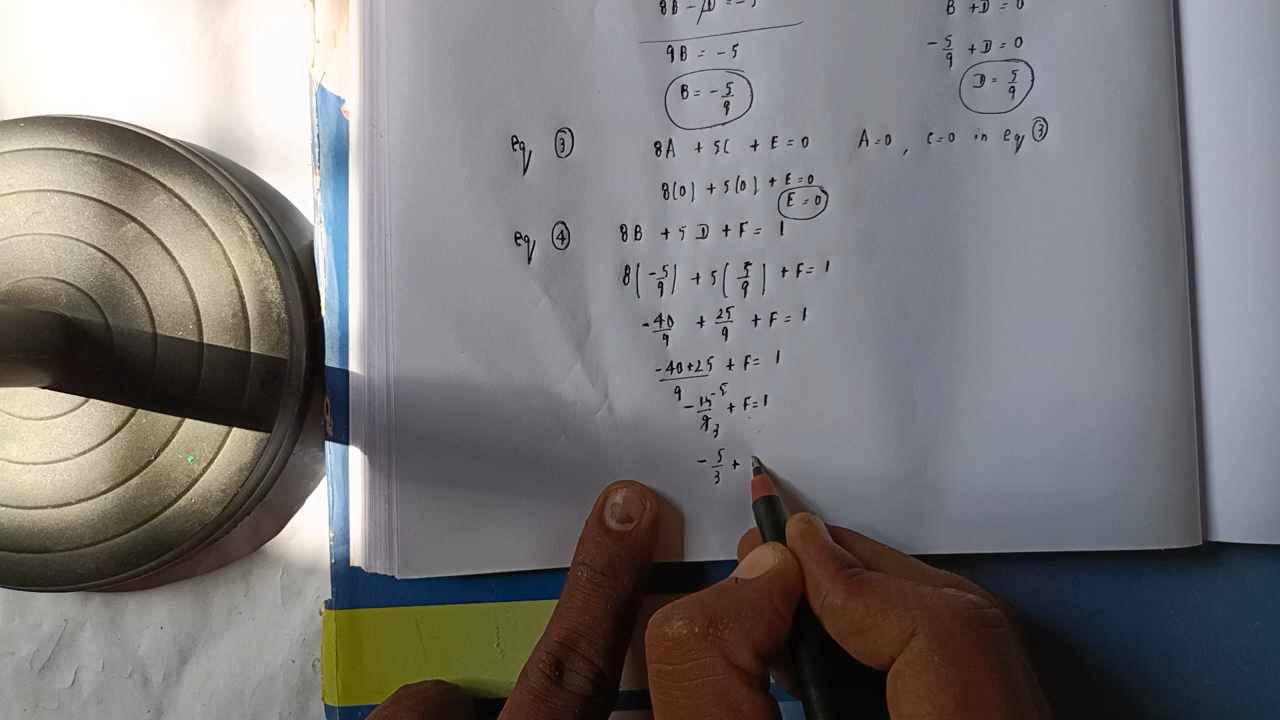 8B - D = -5
B + D = 0
9B = -5
-5/9 + D = 0
B = -5/9
D = 5/9
eq ③ 8A + 5C + E = 0 A=0, C=0 in eq ③
8(0) + 5(0) + E = 0
E = 0
eq ④ 8B + 5D + F = 1
8(-5/9) + 5(5/9) + F = 1
-40/9 + 25/9 + F = 1
-40+25/9 + F = 1
-15/9 + F = 1
-5/3 +